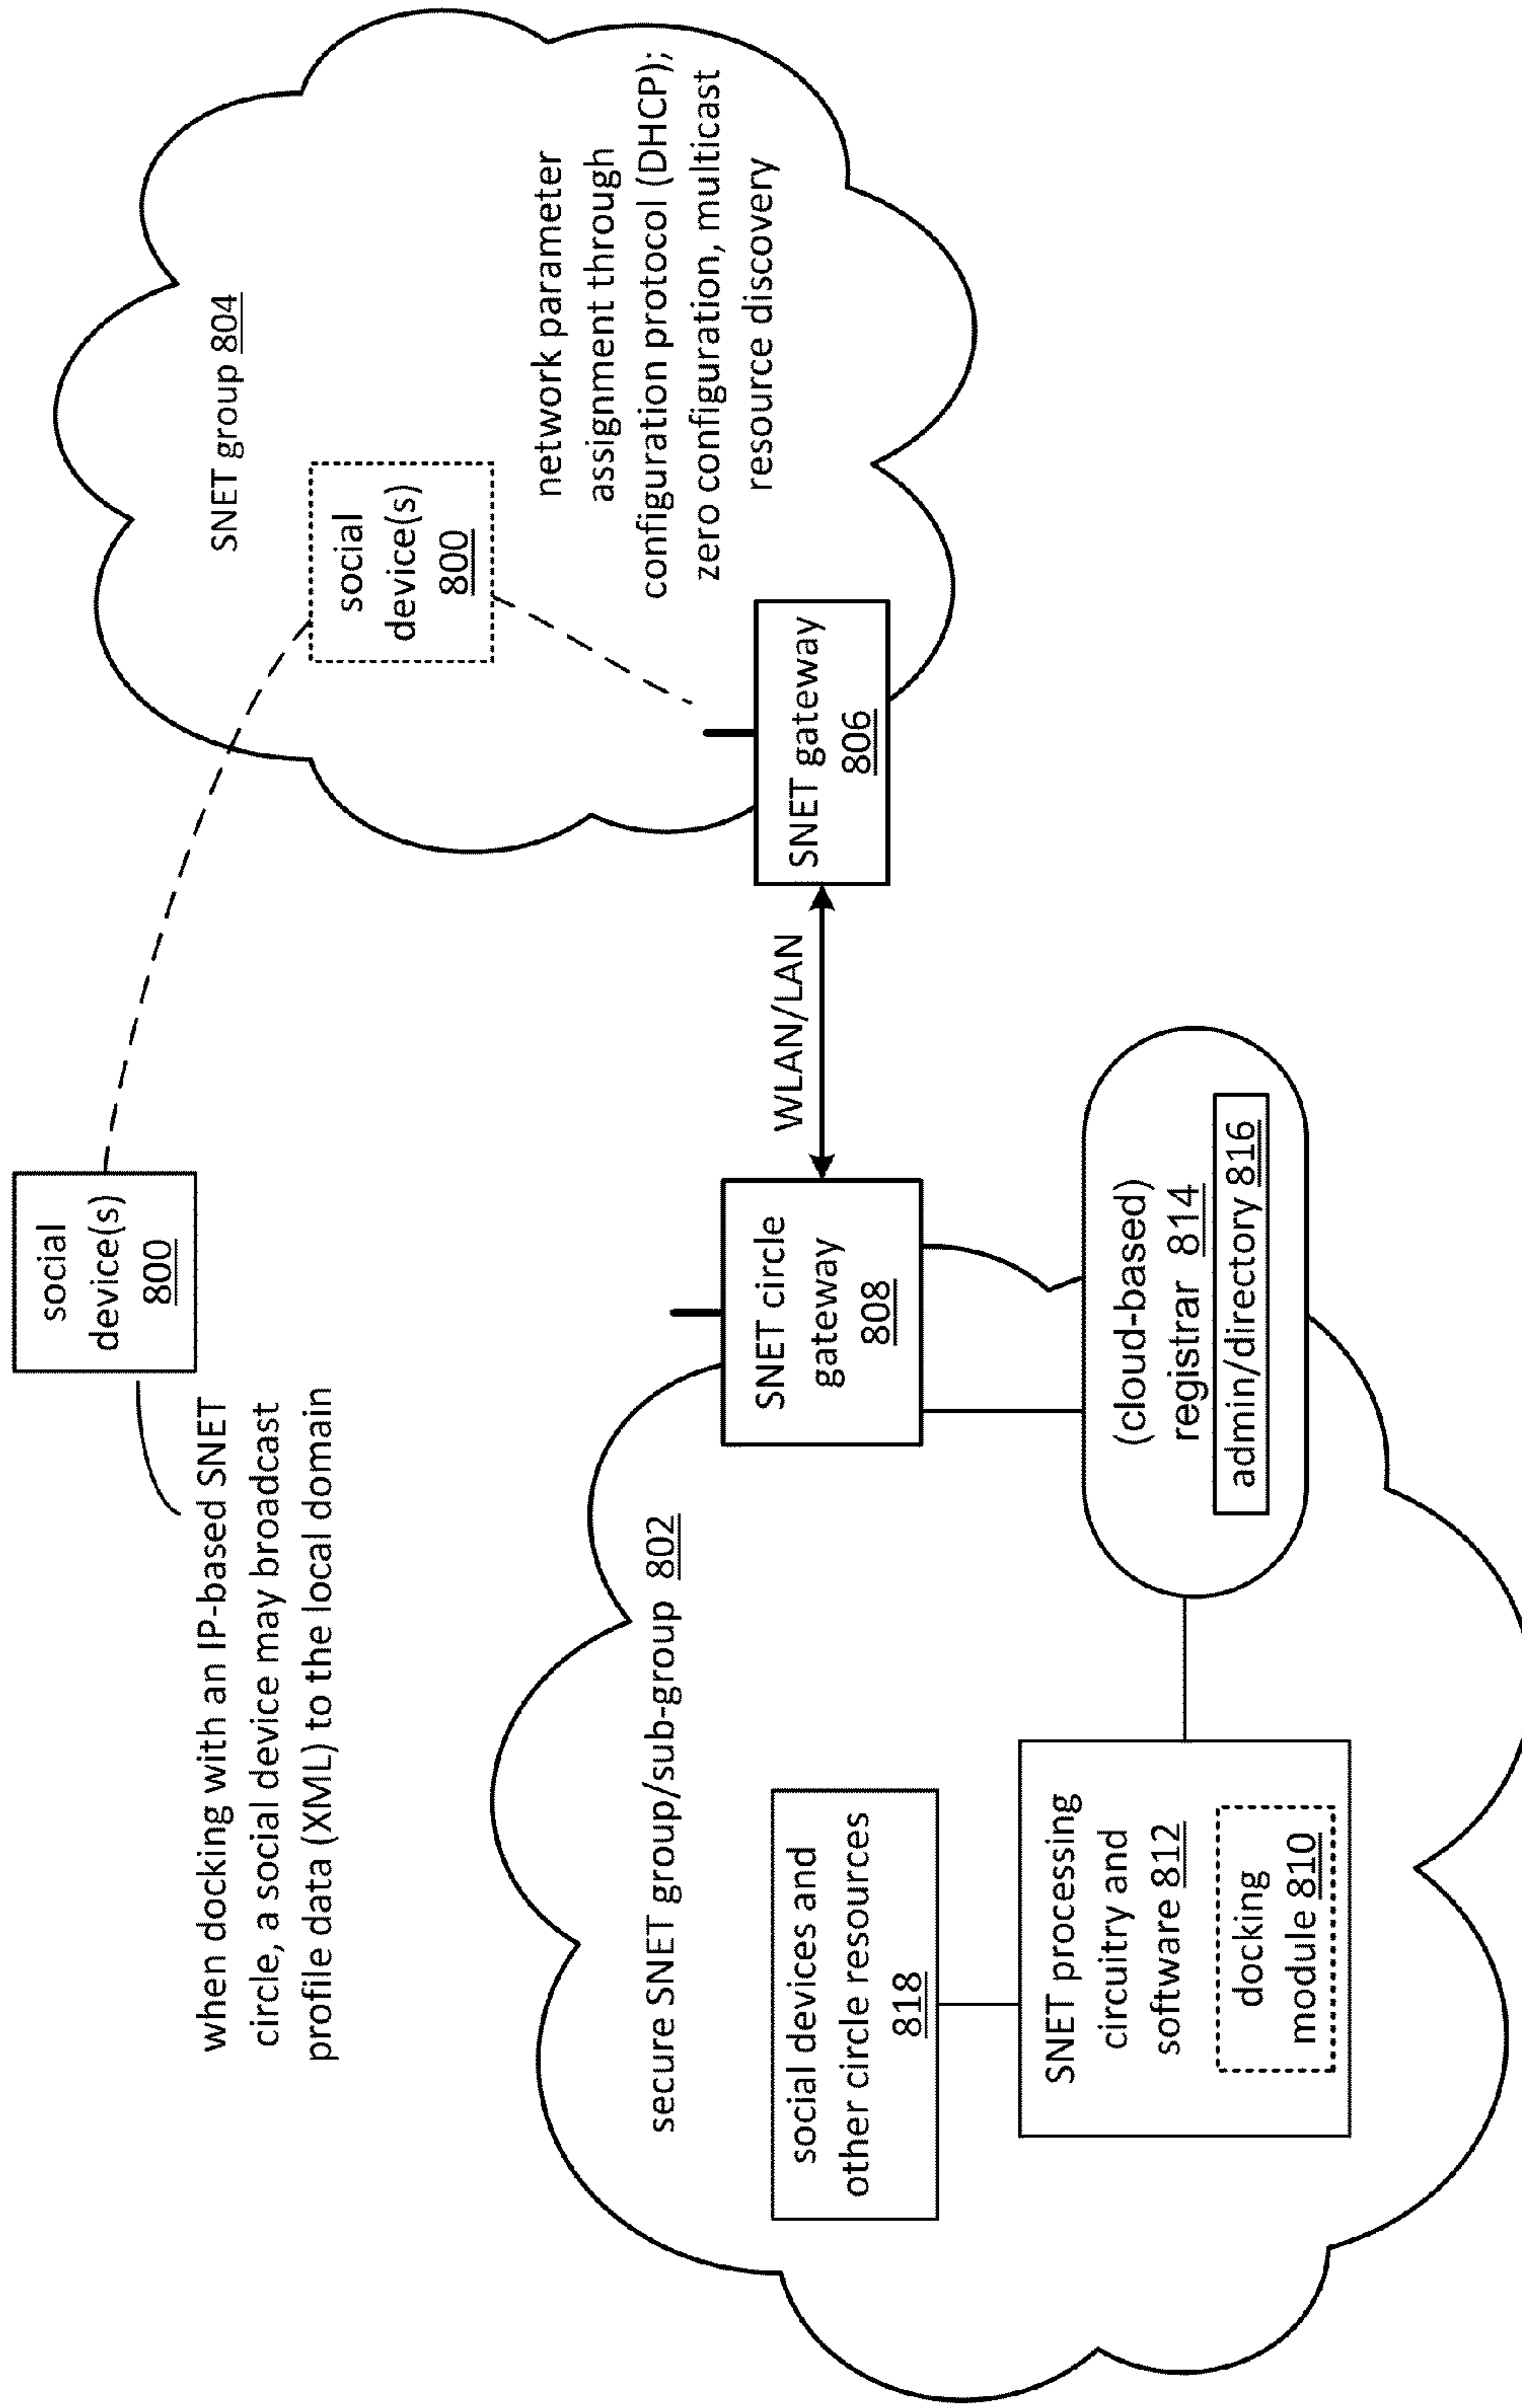 social
device(s)
800
when docking with an IP-based SNET
circle, a social device may broadcast
profile data (XML) to the local domain
SNET group 804
social
device(s)
800
network parameter
assignment through
configuration protocol (DHCP);
zero configuration, multicast
resource discovery
SNET gateway
806
WLAN/LAN
SNET circle
gateway
808
secure SNET group/sub-group 802
social devices and
other circle resources
818
SNET processing
circuitry and
software 812
docking
module 810
(cloud-based)
registrar 814
admin/directory 816